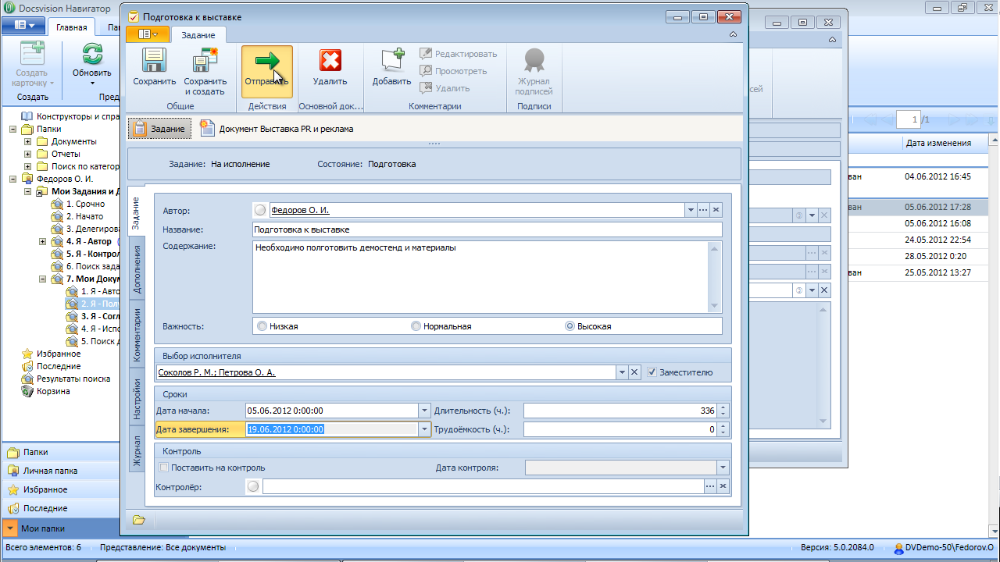 Docsvision Навигатор
Главная
Создать карточку
Обновить
Создать
Конструкторы и спра
Папки
Документы
Отчеты
Поиск по категор
Федоров О. И.
Мои Задания и Д
1. Срочно
2. Начато
3. Делегирова
4. Я - Автор
5. Я - Контрол
6. Поиск зада
7. Мои Докум
1. Я - Авто
2. Я - Полу
3. Я - Согл
4. Я - Испо
5. Поиск д
Избранное
Последние
Результаты поиска
Корзина
Папки
Личная папка
Избранное
Последние
Мои папки
Подготовка к выставке
Задание
Сохранить
Сохранить и создать
Отправить
Удалить
Добавить
Редактировать
Просмотреть
Удалить
Журнал подписей
Общие
Действия
Основной док...
Комментарии
Подписи
Задание
Документ Выставка PR и реклама
Задание: На исполнение
Состояние: Подготовка
Задание
Дополнения
Комментарии
Настройки
Журнал
Автор: Федоров О. И.
Название: Подготовка к выставке
Содержание: Необходимо полготовить демостенд и материалы
Важность: Низкая Нормальная Высокая
Выбор исполнителя
Соколов Р. М.; Петрова О. А.
Заместителю
Сроки
Дата начала: 05.06.2012 0:00:00
Длительность (ч.): 336
Дата завершения: 19.06.2012 0:00:00
Трудоёмкость (ч.): 0
Контроль
Поставить на контроль
Дата контроля:
Контролёр:
сей
1 /1
Дата изменения
ван 04.06.2012 16:45
ван 05.06.2012 17:28
05.06.2012 16:08
24.05.2012 22:54
28.05.2012 0:20
ван 25.05.2012 13:27
Всего элементов: 6
Представление: Все документы
Версия: 5.0.2084.0
DVDemo-50\Fedorov.O